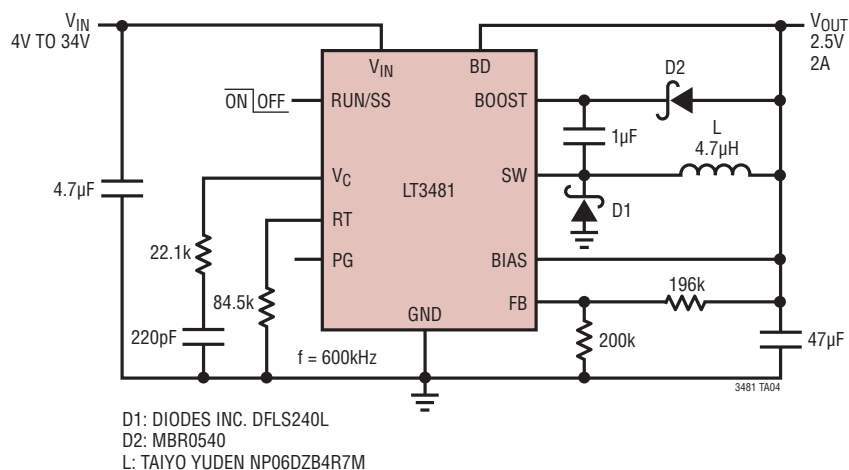 VIN
4V TO 34V
VOUT
2.5V
2A
VIN
BD
D2
ON OFF
RUN/SS
BOOST
1µF
L
4.7µH
4.7µF
VC
LT3481
SW
D1
RT
22.1k
PG
BIAS
84.5k
196k
FB
GND
220pF
200k
47µF
f = 600kHz
3481 TA04
D1: DIODES INC. DFLS240L
D2: MBR0540
L: TAIYO YUDEN NP06DZB4R7M